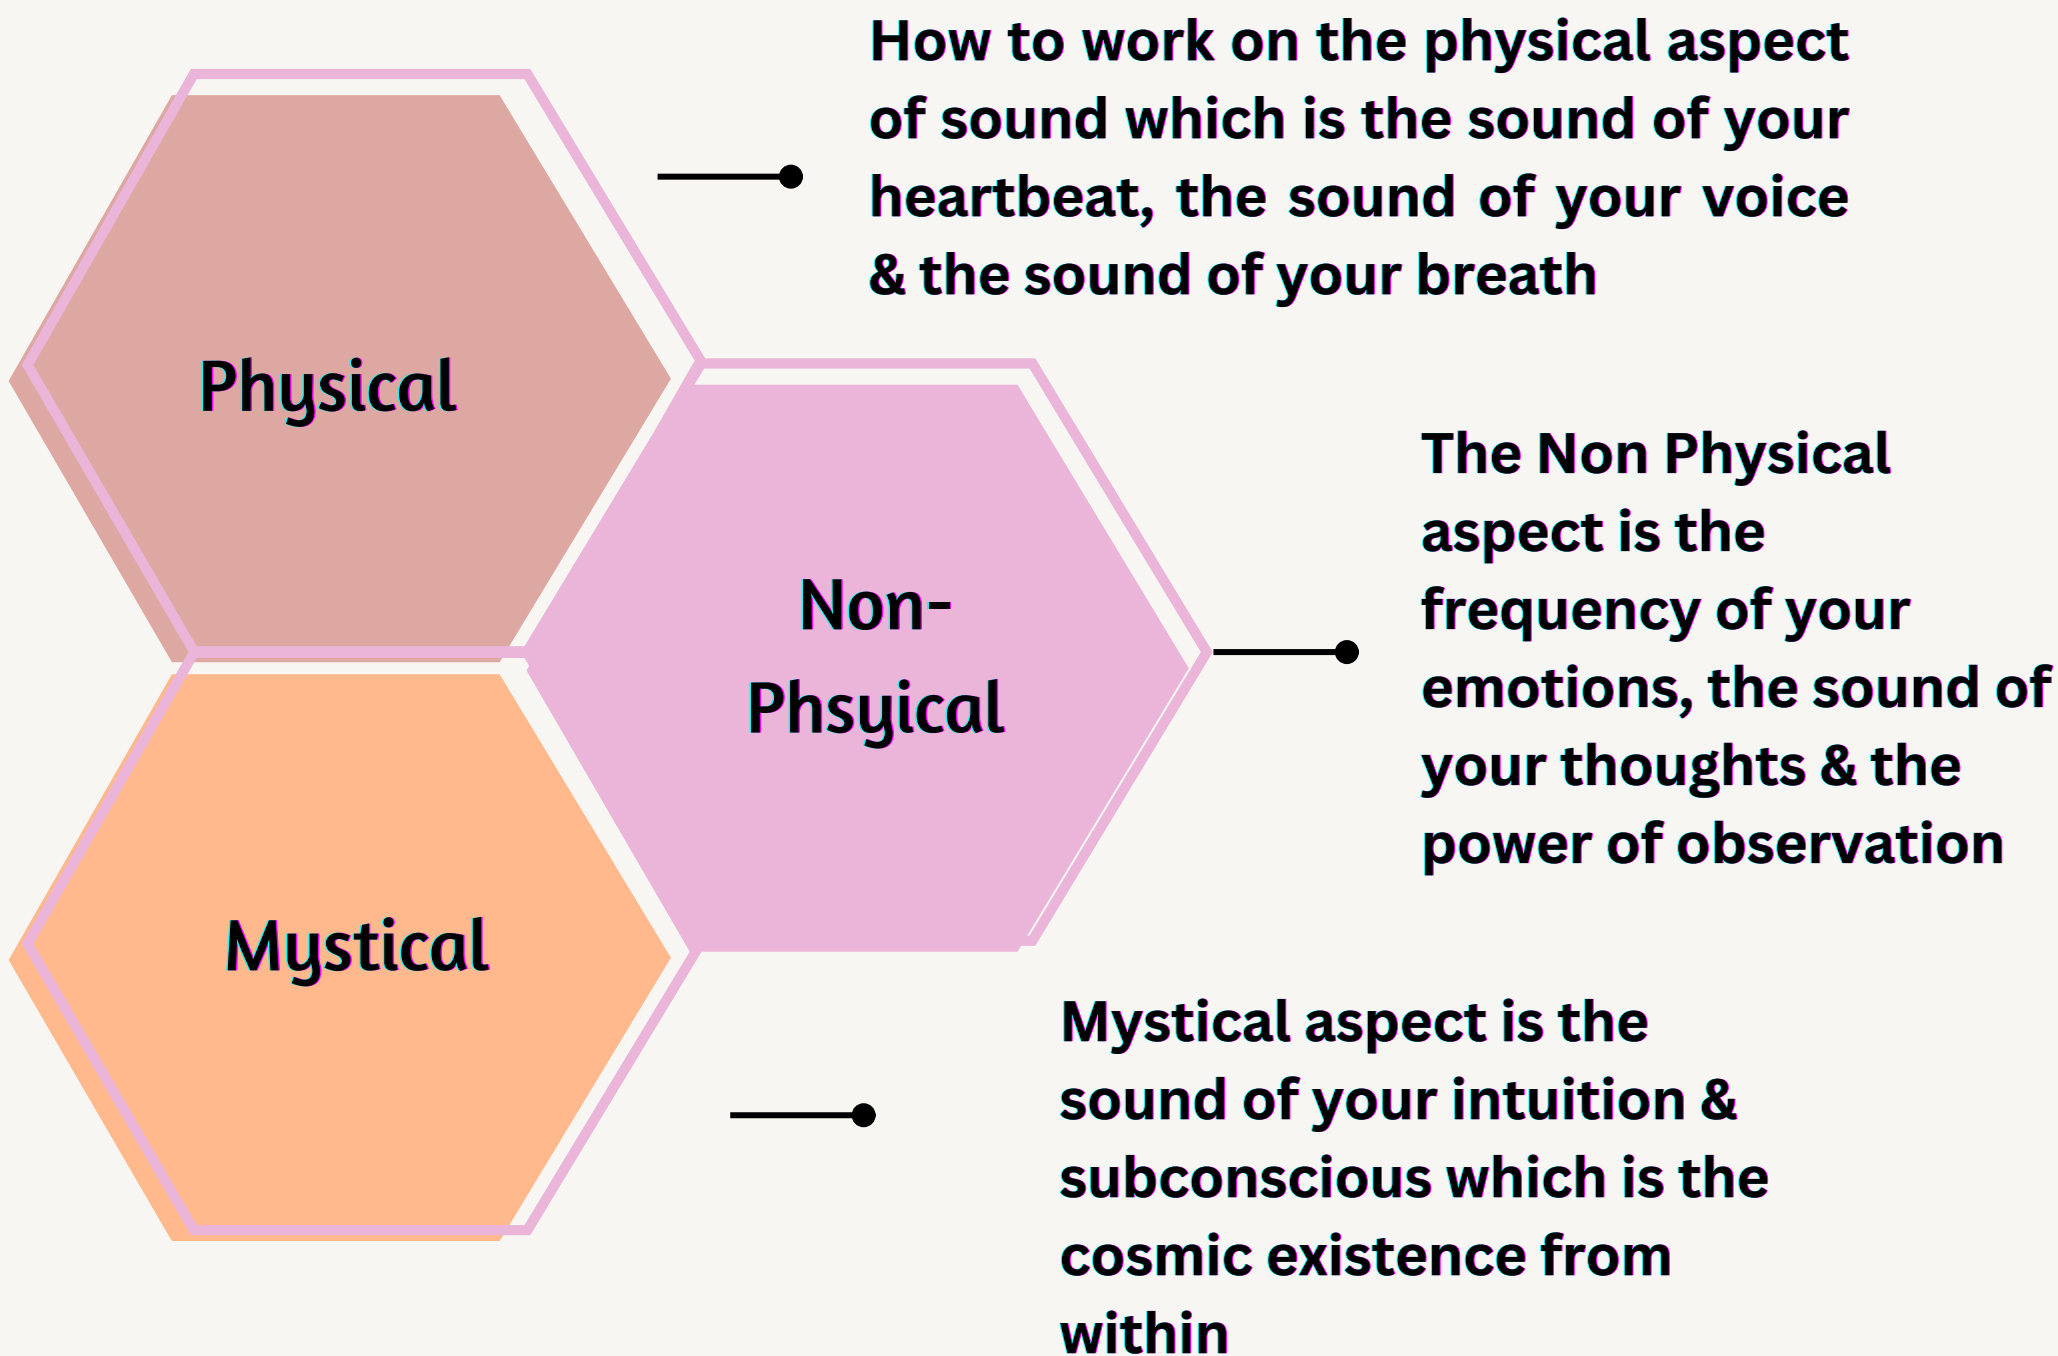 How to work on the physical aspect
of sound which is the sound of your
heartbeat, the sound of your voice
& the sound of your breath
Physical
The Non Physical
aspect is the
frequency of your
emotions, the sound of
your thoughts & the
power of observation
Non-
Phsyical
Mystical
Mystical aspect is the
sound of your intuition &
subconscious which is the
cosmic existence from
within